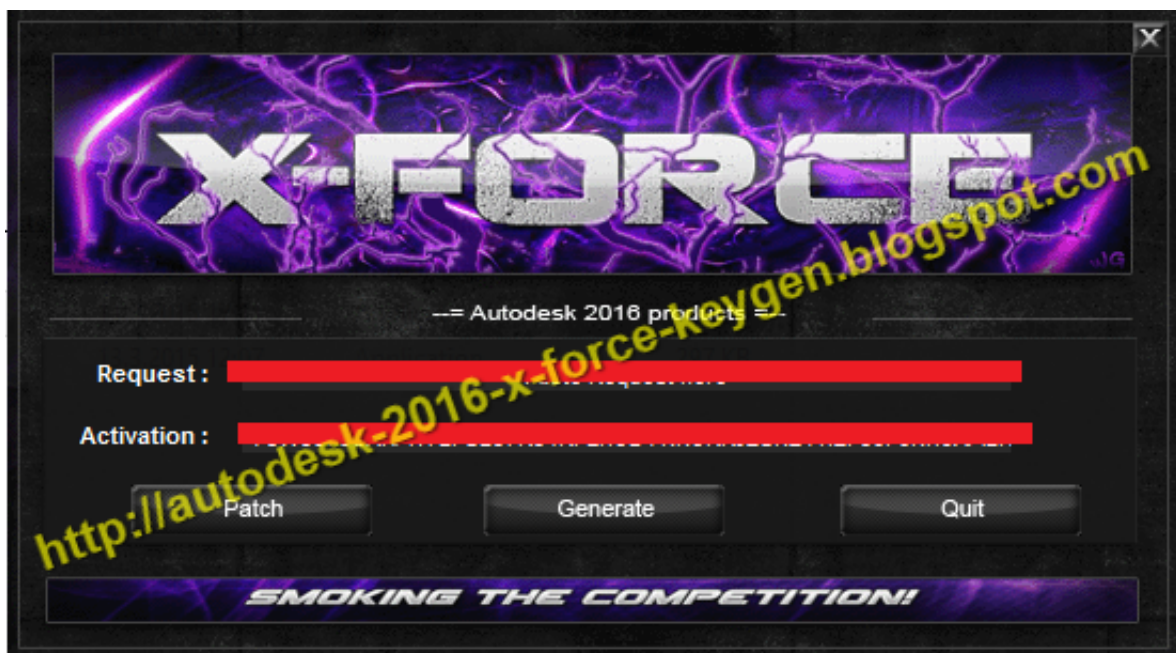 X
X-FORCE
--= Autodesk 2016 products =--
Request :
Activation :
Patch
Generate
Quit
SMOKING THE COMPETITION!
http://autodesk-2016-x-force-keygen.blogspot.com